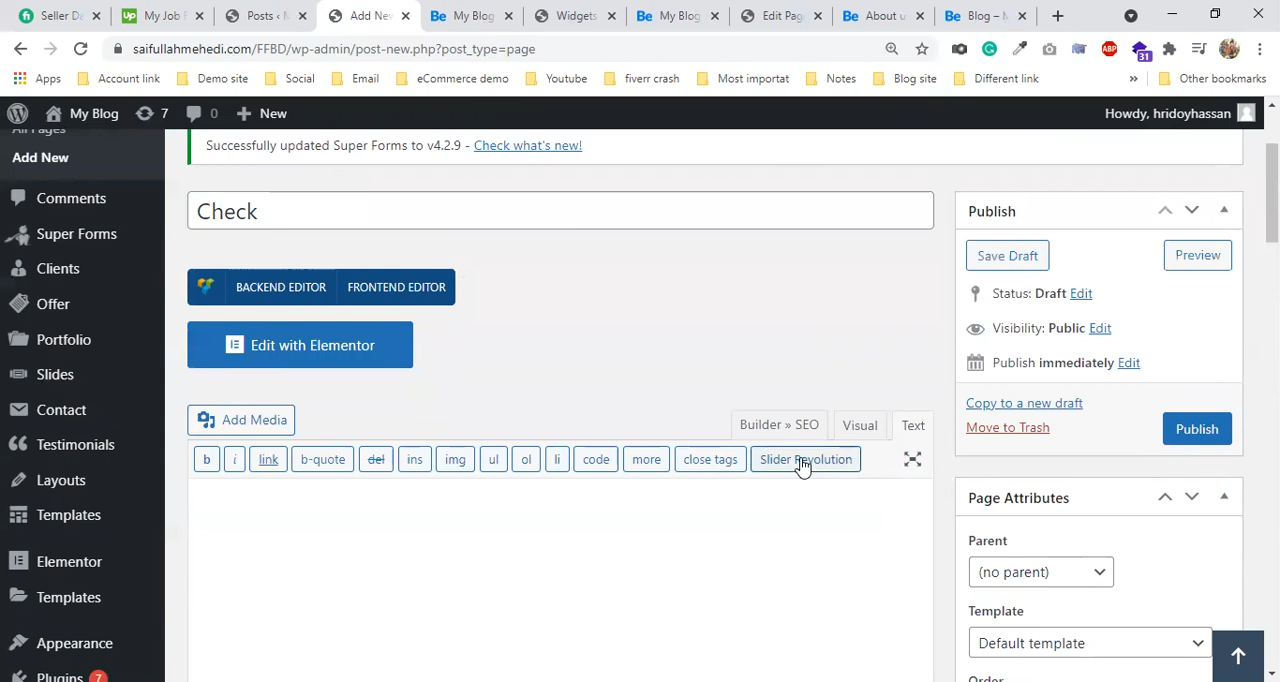 Seller Da
My Job F
Posts ‹ M
Add New
My Blog
Widgets
My Blog
Edit Pag
About u
Blog – M
saifullahmehedi.com/FFBD/wp-admin/post-new.php?post_type=page
ABP
31
Apps
Account link
Demo site
Social
Email
eCommerce demo
Youtube
fiverr crash
Most importat
Notes
Blog site
Different link
»
Other bookmarks
My Blog
7
0
New
Howdy, hridoyhassan
All Pages
Add New
Comments
Super Forms
Clients
Offer
Portfolio
Slides
Contact
Testimonials
Layouts
Templates
Elementor
Templates
Appearance
Plugins 7
Successfully updated Super Forms to v4.2.9 - Check what's new!
Check
BACKEND EDITOR
FRONTEND EDITOR
Edit with Elementor
Add Media
Builder » SEO
Visual
Text
b
i
link
b-quote
del
ins
img
ul
ol
li
code
more
close tags
Slider Revolution
Publish
Save Draft
Preview
Status: Draft Edit
Visibility: Public Edit
Publish immediately Edit
Copy to a new draft
Move to Trash
Publish
Page Attributes
Parent
(no parent)
Template
Default template
Order